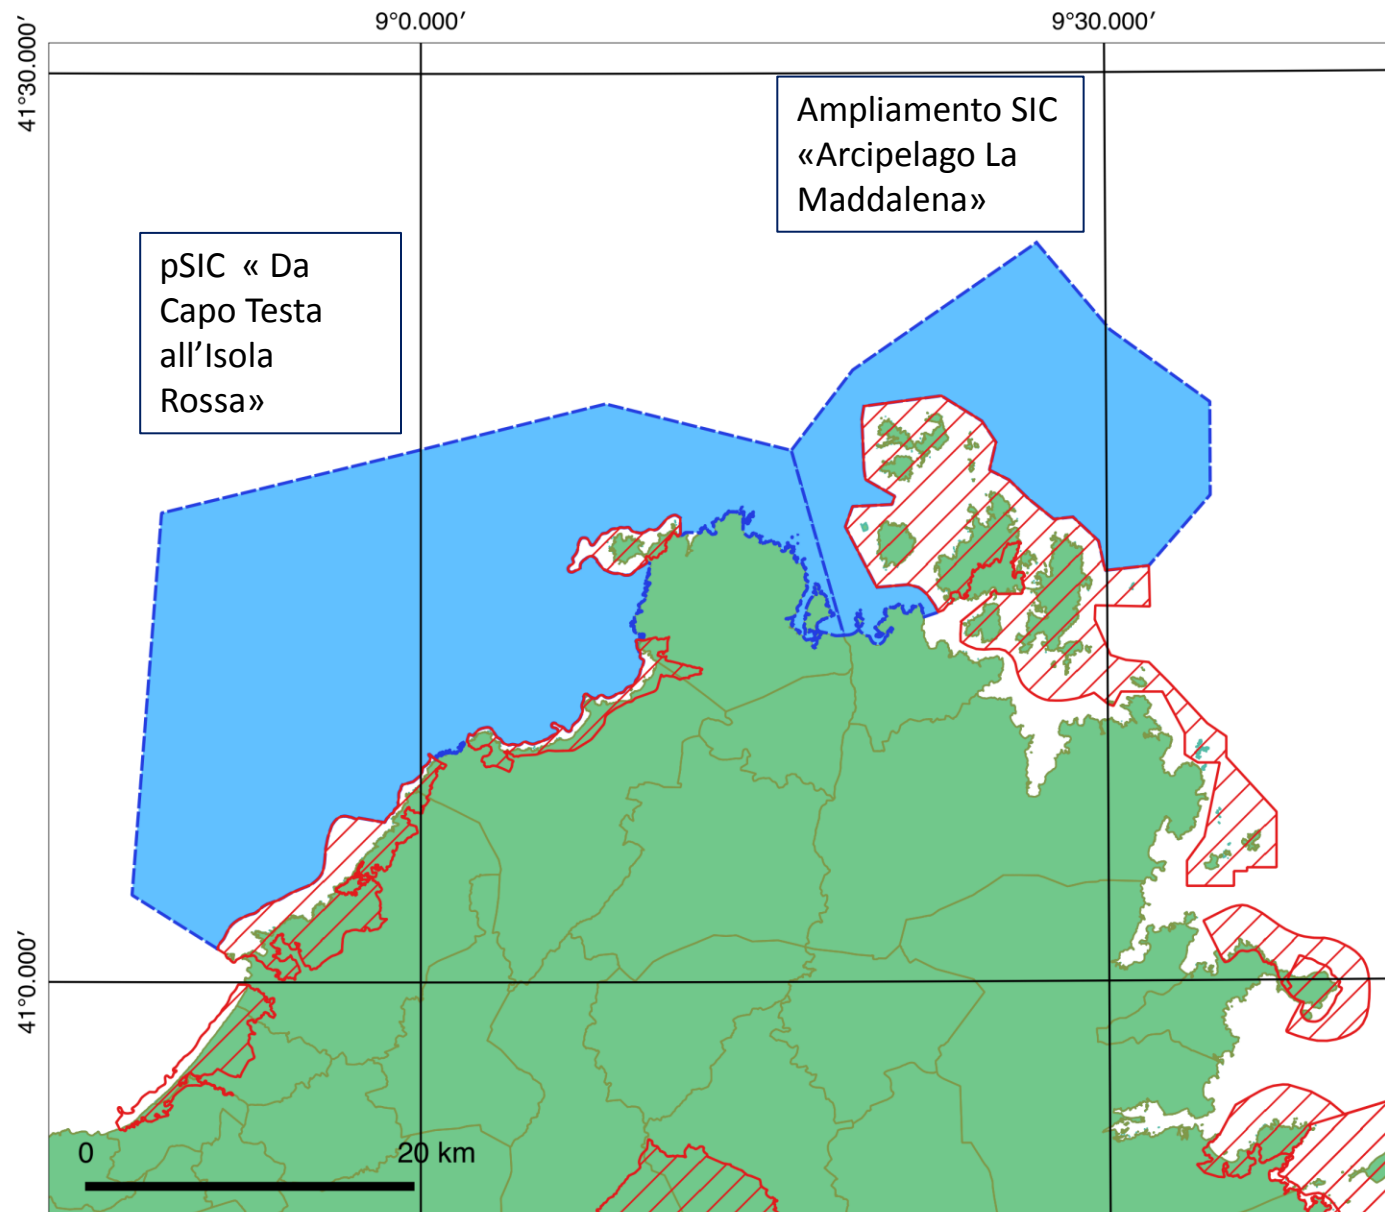 9°0.000′
9°30.000′
41°30.000′
Ampliamento SIC
«Arcipelago La
Maddalena»
pSIC « Da
Capo Testa
all’Isola
Rossa»
41°0.000′
0
20 km